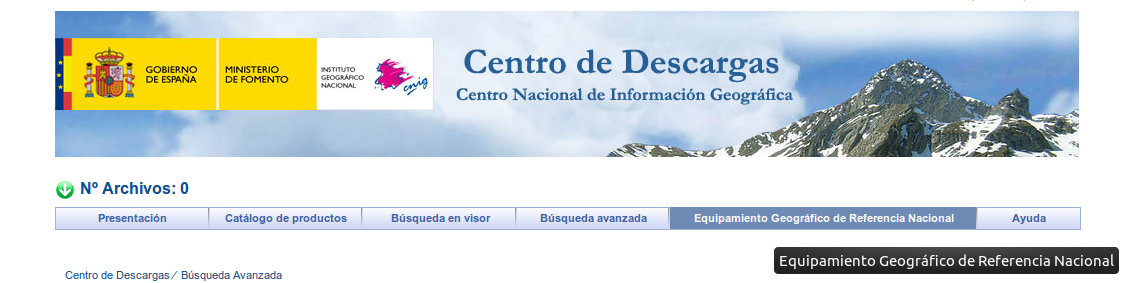 GOBIERNO
DE ESPAÑA
MINISTERIO
DE FOMENTO
INSTITUTO
GEOGRÁFICO
NACIONAL
cnig
Centro de Descargas
Centro Nacional de Información Geográfica
Nº Archivos: 0
Presentación Catálogo de productos Búsqueda en visor Búsqueda avanzada Equipamiento Geográfico de Referencia Nacional Ayuda
Equipamiento Geográfico de Referencia Nacional
Centro de Descargas/ Búsqueda Avanzada